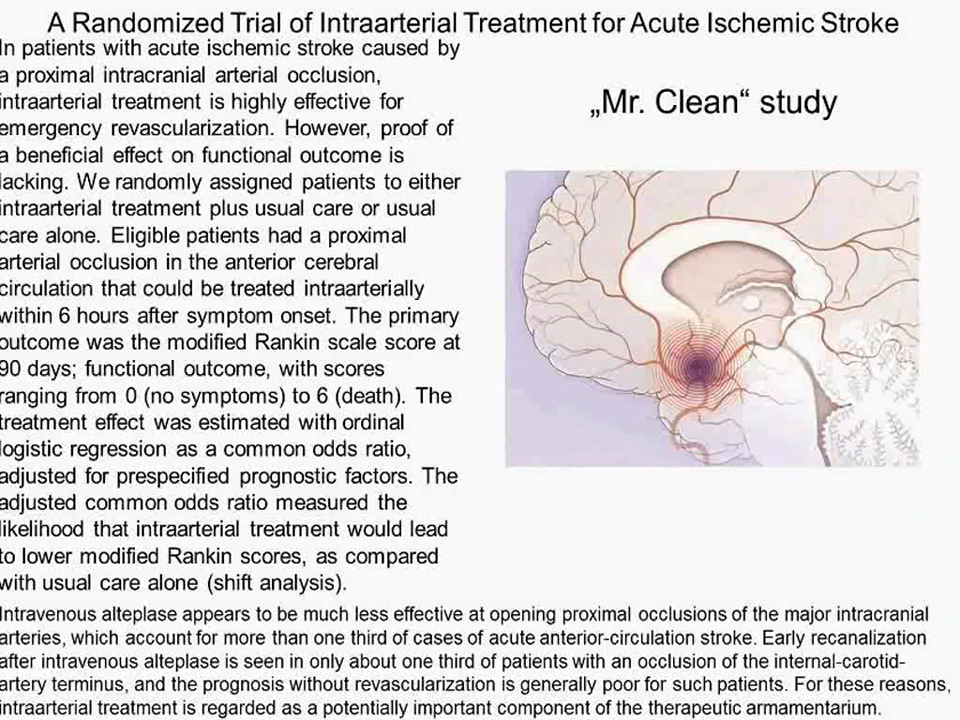 A Randomized Trial of Intraarterial Treatment for Acute Ischemic Stroke
In patients with acute ischemic stroke caused by
a proximal intracranial arterial occlusion,
intraarterial treatment is highly effective for
emergency revascularization. However, proof of
a beneficial effect on functional outcome is
lacking. We randomly assigned patients to either
intraarterial treatment plus usual care or usual
care alone. Eligible patients had a proximal
arterial occlusion in the anterior cerebral
circulation that could be treated intraarterially
within 6 hours after symptom onset. The primary
outcome was the modified Rankin scale score at
90 days; functional outcome, with scores
ranging from 0 (no symptoms) to 6 (death). The
treatment effect was estimated with ordinal
logistic regression as a common odds ratio,
adjusted for prespecified prognostic factors. The
adjusted common odds ratio measured the
likelihood that intraarterial treatment would lead
to lower modified Rankin scores, as compared
with usual care alone (shift analysis).
„Mr. Clean“ study
Intravenous alteplase appears to be much less effective at opening proximal occlusions of the major intracranial
arteries, which account for more than one third of cases of acute anterior-circulation stroke. Early recanalization
after intravenous alteplase is seen in only about one third of patients with an occlusion of the internal-carotid-
artery terminus, and the prognosis without revascularization is generally poor for such patients. For these reasons,
intraarterial treatment is regarded as a potentially important component of the therapeutic armamentarium.